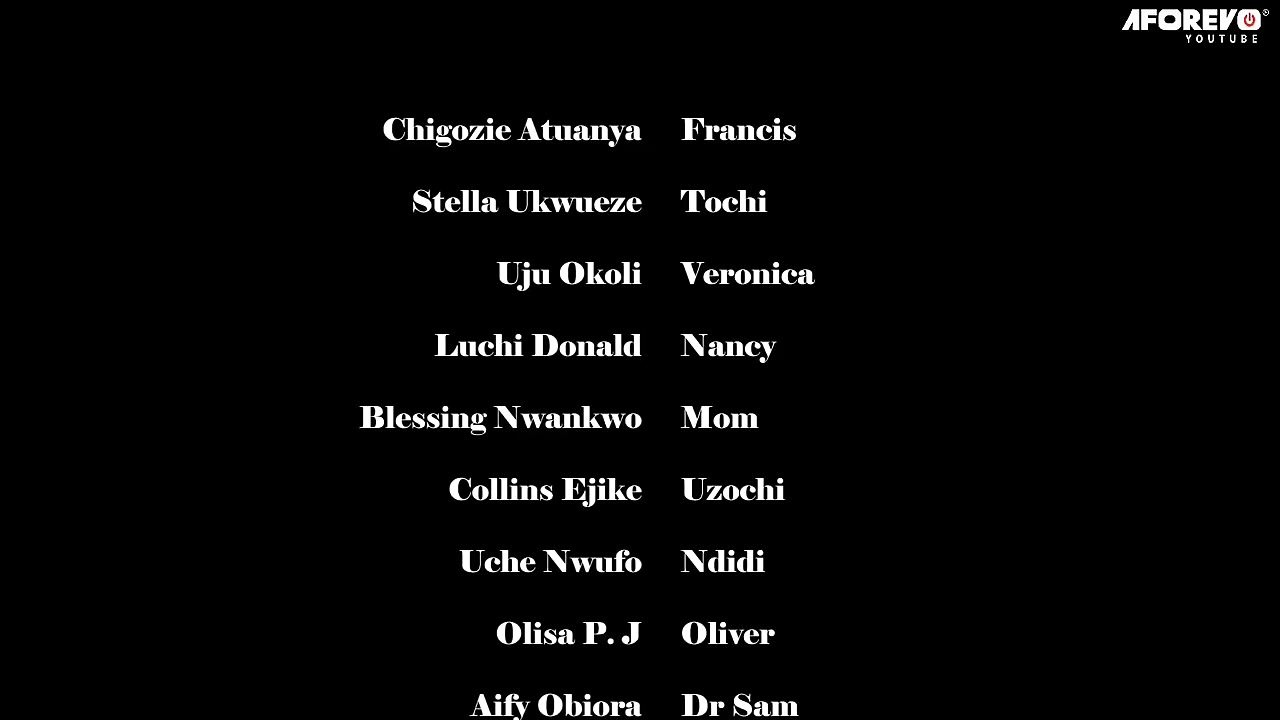 AFOREVO®
YOUTUBE
Chigozie Atuanya Francis
Stella Ukwueze Tochi
Uju Okoli Veronica
Luchi Donald Nancy
Blessing Nwankwo Mom
Collins Ejike Uzochi
Uche Nwufo Ndidi
Olisa P. J Oliver
Aify Obiora Dr Sam